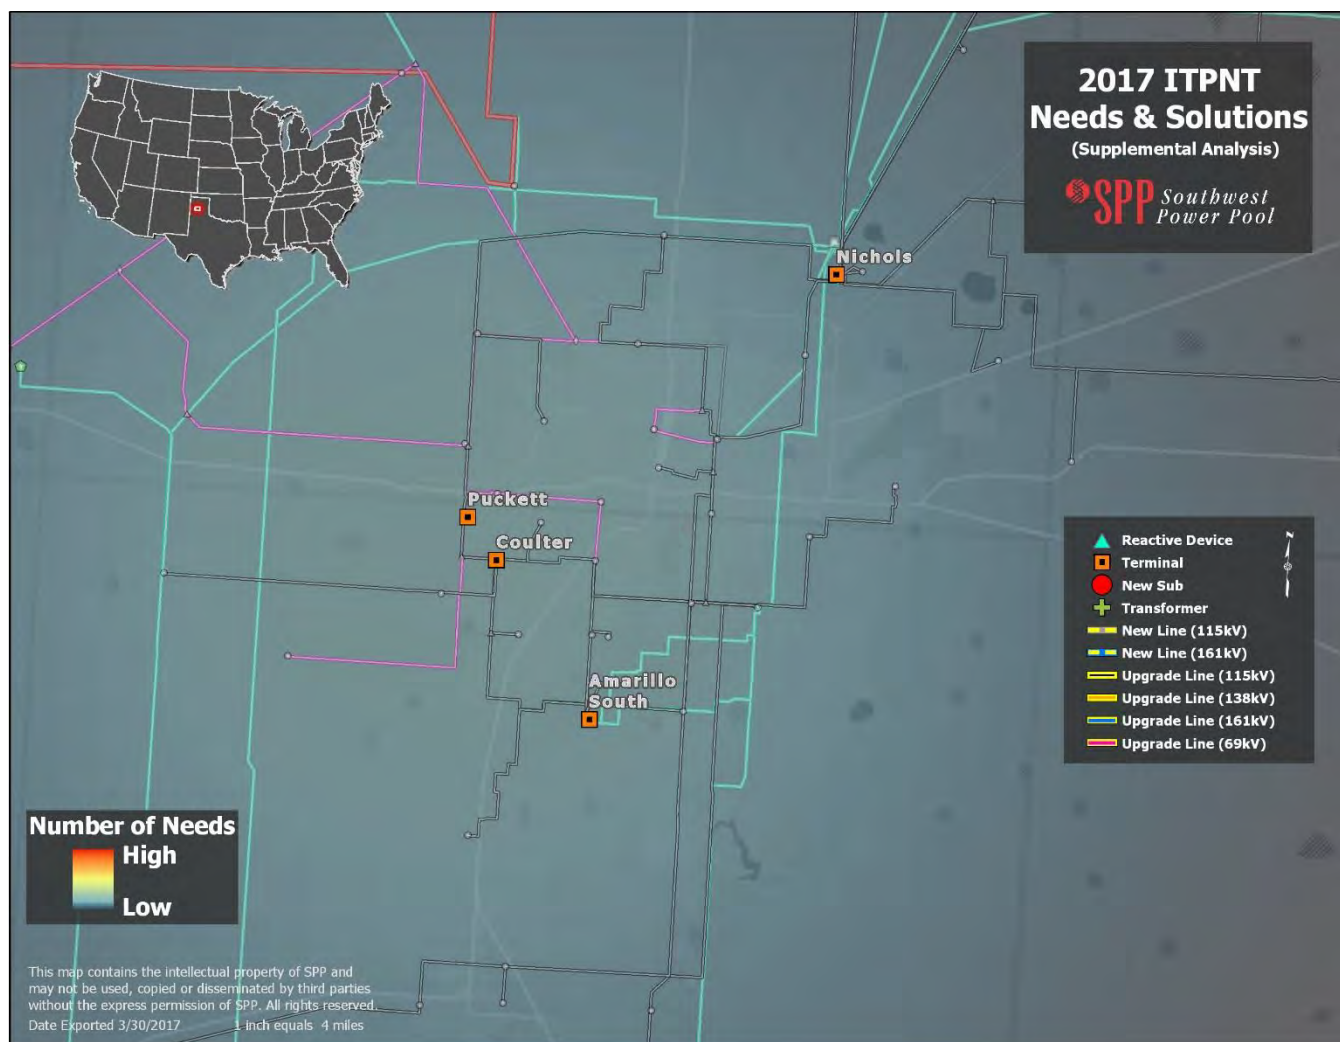 2017 ITPNT
Needs & Solutions
(Supplemental Analysis)
SPP Southwest
Power Pool
Nichols
Puckett
Coulter
Amarillo
South
Reactive Device
Terminal
New Sub
Transformer
New Line (115kV)
New Line (161kV)
Upgrade Line (115kV)
Upgrade Line (138kV)
Upgrade Line (161kV)
Upgrade Line (69kV)
Number of Needs
High
Low
This map contains the intellectual property of SPP and
may not be used, copied or disseminated by third parties
without the express permission of SPP. All rights reserved.
Date Exported 3/30/2017 1 inch equals 4 miles